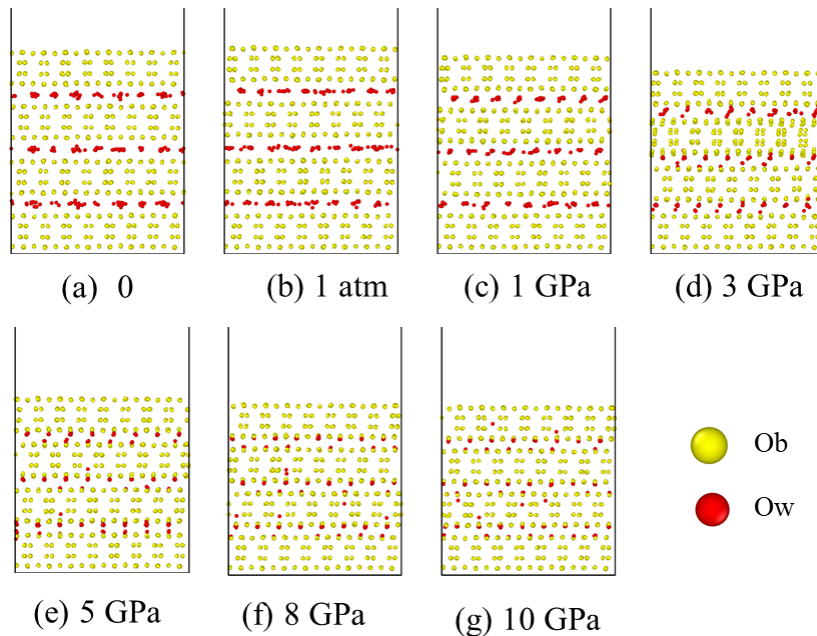 (a) 0
(b) 1 atm
(c) 1 GPa
(d) 3 GPa
(e) 5 GPa
(f) 8 GPa
(g) 10 GPa
Ob
Ow